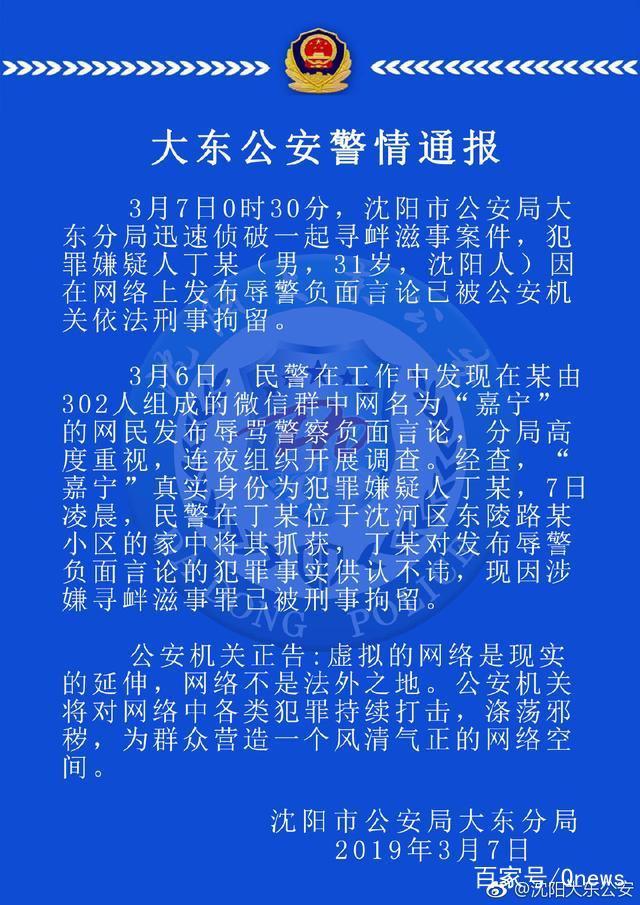 大东公安警情通报
3月7日0时30分，沈阳市公安局大
东分局迅速侦破一起寻衅滋事案件，犯
罪嫌疑人丁某（男，31岁，沈阳人）因
在网络上发布辱警负面言论已被公安机
关依法刑事拘留。
3月6日，民警在工作中发现在某由
302人组成的微信群中网名为“嘉宁”
的网民发布辱骂警察负面言论，分局高
度重视，连夜组织开展调查。经查，“
嘉宁”真实身份为犯罪嫌疑人丁某，7日
凌晨，民警在丁某位于沈河区东陵路某
小区的家中将其抓获，丁某对发布辱警
负面言论的犯罪事实供认不讳，现因涉
嫌寻衅滋事罪已被刑事拘留。
公安机关正告:虚拟的网络是现实
的延伸，网络不是法外之地。公安机关
将对网络中各类犯罪持续打击，涤荡邪
秽，为群众营造一个风清气正的网络空
间。
沈阳市公安局大东分局
2019年3月7日
百家号/Qnews
@沈阳大东公安